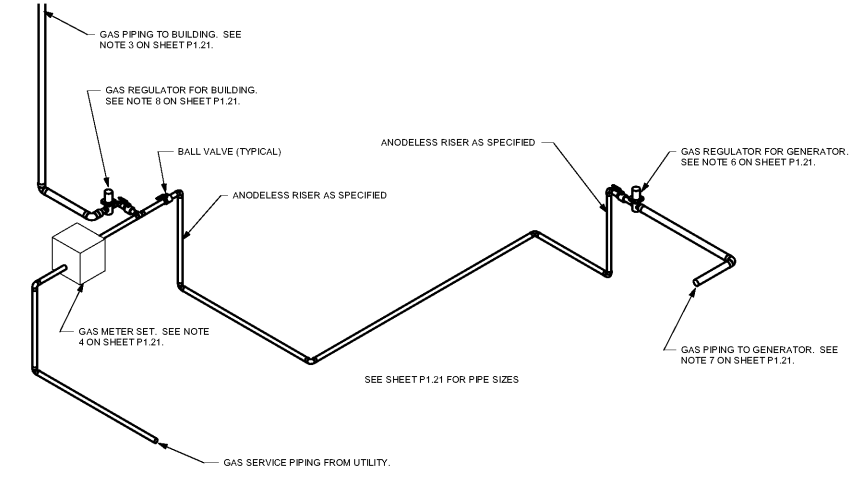 GAS PIPING TO BUILDING. SEE
NOTE 3 ON SHEET P1.21.
GAS REGULATOR FOR BUILDING.
SEE NOTE 8 ON SHEET P1.21.
BALL VALVE (TYPICAL)
ANODELESS RISER AS SPECIFIED
ANODELESS RISER AS SPECIFIED
GAS REGULATOR FOR GENERATOR.
SEE NOTE 6 ON SHEET P1.21.
GAS METER SET. SEE NOTE
4 ON SHEET P1.21.
GAS PIPING TO GENERATOR. SEE
NOTE 7 ON SHEET P1.21.
SEE SHEET P1.21 FOR PIPE SIZES
GAS SERVICE PIPING FROM UTILITY.